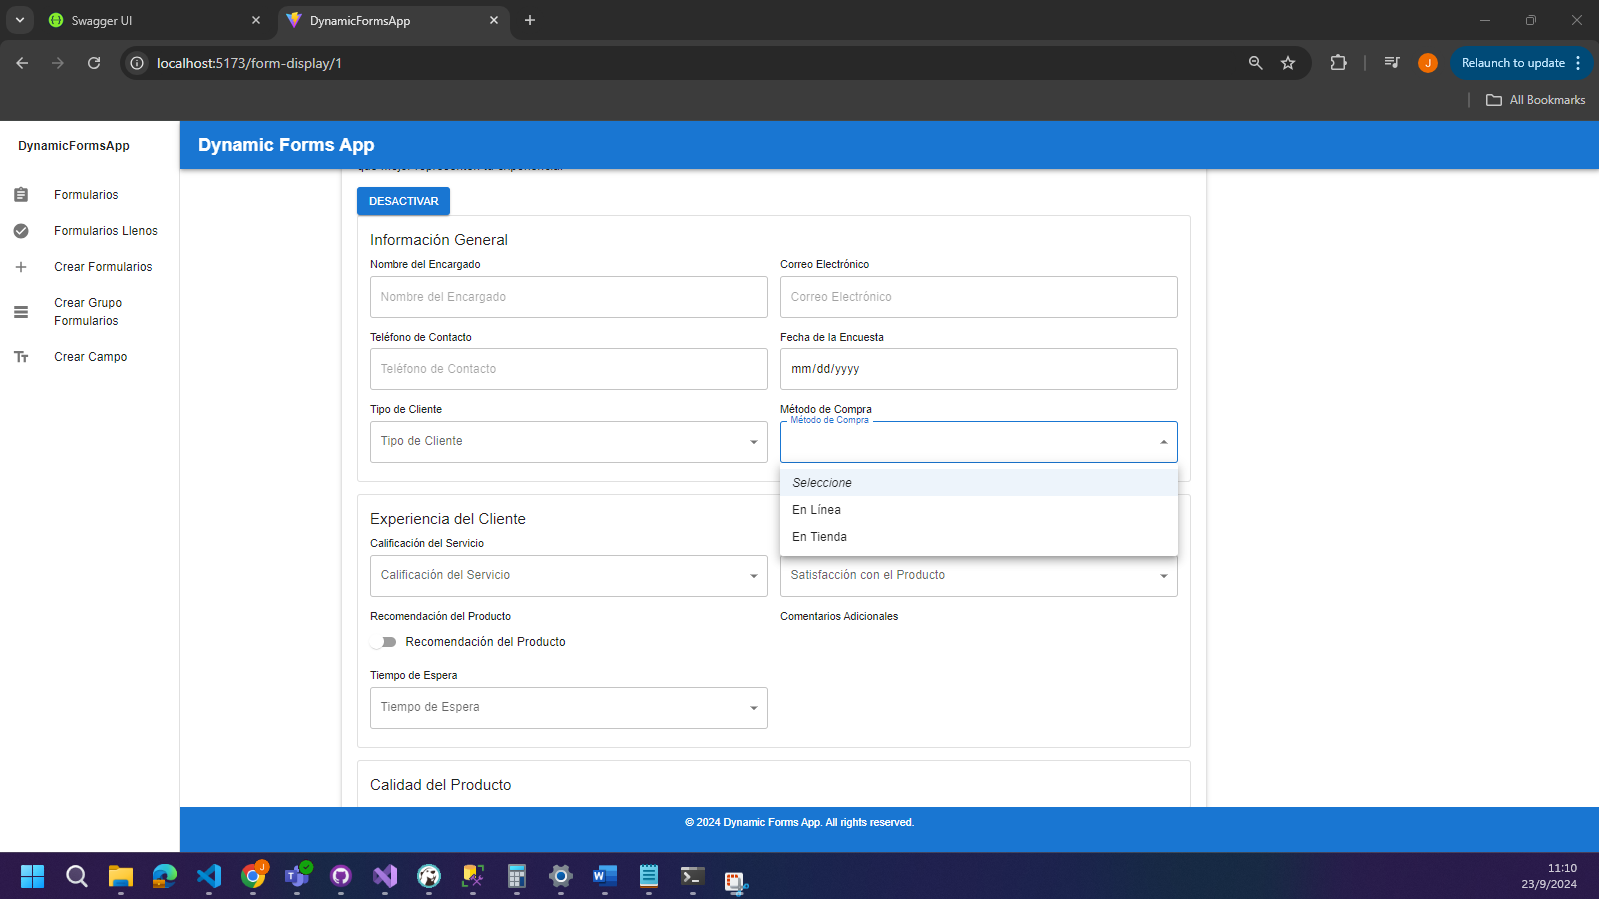 Swagger UI
DynamicFormsApp
localhost:5173/form-display/1
J
Relaunch to update
All Bookmarks
DynamicFormsApp
Dynamic Forms App
Formularios
Formularios Llenos
Crear Formularios
Crear Grupo
Formularios
Crear Campo
que mejor representen tu experiencia.
DESACTIVAR
Información General
Nombre del Encargado
Correo Electrónico
Nombre del Encargado
Correo Electrónico
Teléfono de Contacto
Fecha de la Encuesta
Teléfono de Contacto
mm/dd/yyyy
Tipo de Cliente
Método de Compra
Método de Compra
Tipo de Cliente
Seleccione
En Línea
En Tienda
Experiencia del Cliente
Calificación del Servicio
Calificación del Servicio
Satisfacción con el Producto
Recomendación del Producto
Comentarios Adicionales
Recomendación del Producto
Tiempo de Espera
Tiempo de Espera
Calidad del Producto
© 2024 Dynamic Forms App. All rights reserved.
11:10
23/9/2024